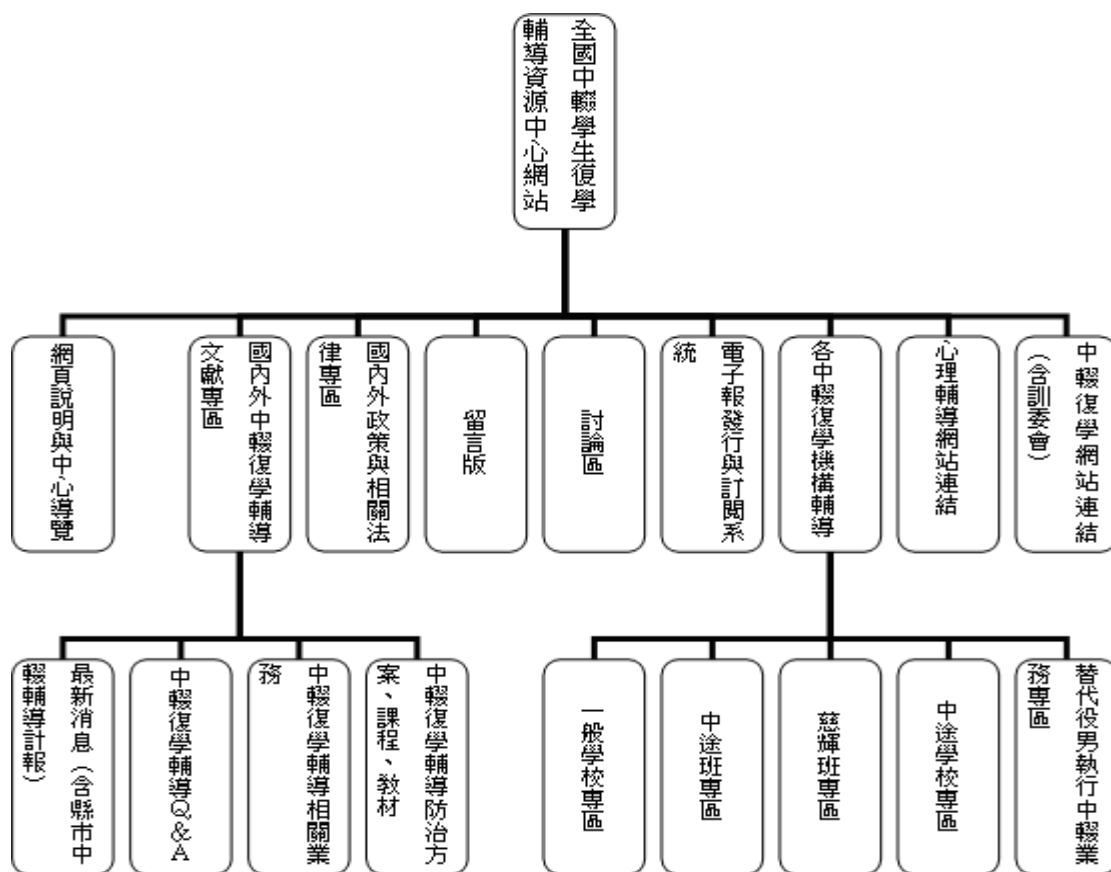 全國中輟學生復學
輔導資源中心網站
網頁說明與中心導覽
國內外中輟復學輔導
文獻專區
國內外政策與相關法
律專區
留言版
討論區
電子報發行與訂閱系
統
各中輟復學機構輔導
心理輔導網站連結
中輟復學網站連結
（含訓委會）
最新消息（含縣市中
輟輔導計報）
中輟復學輔導Q&A
中輟復學輔導相關業
務
中輟復學輔導防治方
案、課程、教材
一般學校專區
中途班專區
慈輝班專區
中途學校專區
替代役男執行中輟業
務專區